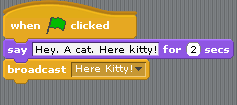 when clicked
say Hey. A cat. Here kitty! for 2 secs
broadcast Here Kitty!